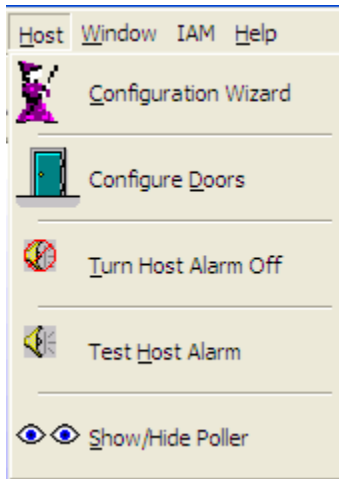 Host Window IAM Help
Configuration Wizard
Configure Doors
Turn Host Alarm Off
Test Host Alarm
Show/Hide Poller